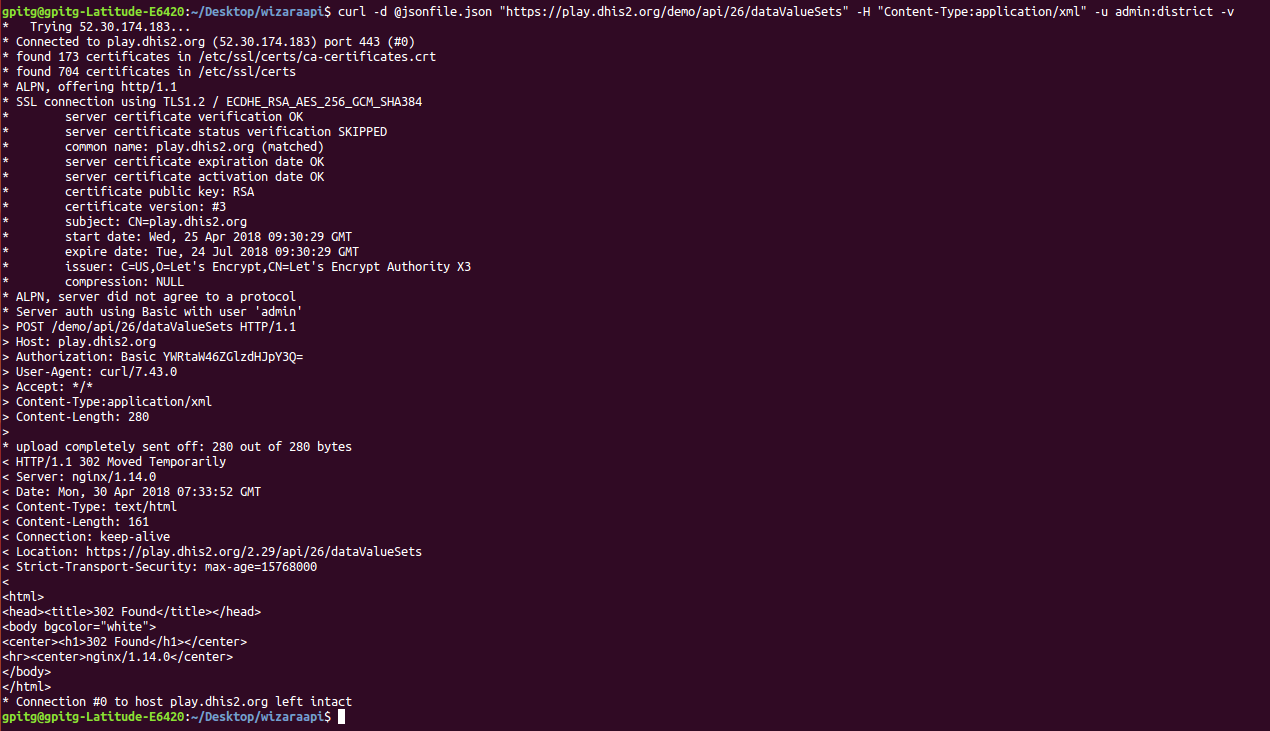 gpitg@gpitg-Latitude-E6420:~/Desktop/wizaraapi$ curl -d @jsonfile.json "https://play.dhis2.org/demo/api/26/dataValueSets" -H "Content-Type:application/xml" -u admin:district -v
*   Trying 52.30.174.183...
* Connected to play.dhis2.org (52.30.174.183) port 443 (#0)
* found 173 certificates in /etc/ssl/certs/ca-certificates.crt
* found 704 certificates in /etc/ssl/certs
* ALPN, offering http/1.1
* SSL connection using TLS1.2 / ECDHE_RSA_AES_256_GCM_SHA384
*        server certificate verification OK
*        server certificate status verification SKIPPED
*        common name: play.dhis2.org (matched)
*        server certificate expiration date OK
*        server certificate activation date OK
*        certificate public key: RSA
*        certificate version: #3
*        subject: CN=play.dhis2.org
*        start date: Wed, 25 Apr 2018 09:30:29 GMT
*        expire date: Tue, 24 Jul 2018 09:30:29 GMT
*        issuer: C=US,O=Let's Encrypt,CN=Let's Encrypt Authority X3
*        compression: NULL
* ALPN, server did not agree to a protocol
* Server auth using Basic with user 'admin'
> POST /demo/api/26/dataValueSets HTTP/1.1
> Host: play.dhis2.org
> Authorization: Basic YWRtaW46ZGlzdHJpY3Q=
> User-Agent: curl/7.43.0
> Accept: */*
> Content-Type:application/xml
> Content-Length: 280
>
* upload completely sent off: 280 out of 280 bytes
< HTTP/1.1 302 Moved Temporarily
< Server: nginx/1.14.0
< Date: Mon, 30 Apr 2018 07:33:52 GMT
< Content-Type: text/html
< Content-Length: 161
< Connection: keep-alive
< Location: https://play.dhis2.org/2.29/api/26/dataValueSets
< Strict-Transport-Security: max-age=15768000
<
<html>
<head><title>302 Found</title></head>
<body bgcolor="white">
<center><h1>302 Found</h1></center>
<hr><center>nginx/1.14.0</center>
</body>
</html>
* Connection #0 to host play.dhis2.org left intact
gpitg@gpitg-Latitude-E6420:~/Desktop/wizaraapi$